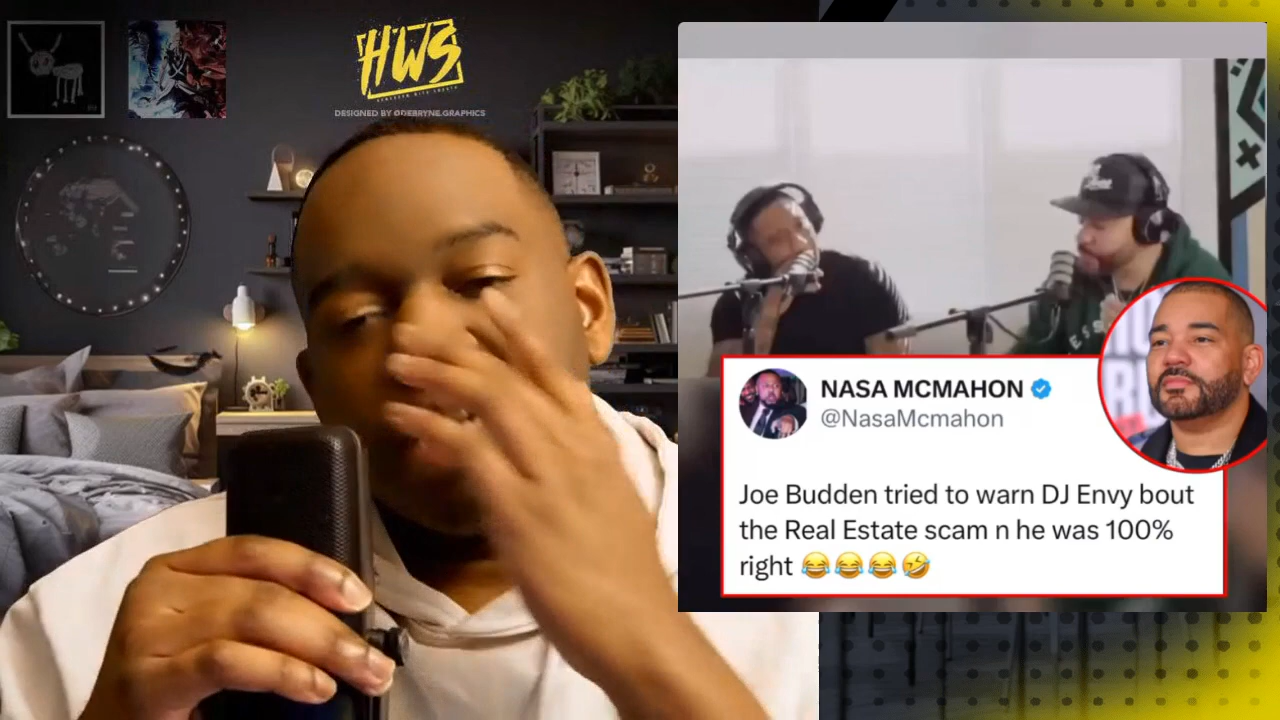 HWS
DESIGNED BY @DEBRYNE.GRAPHICS
NASA MCMAHON
@NasaMcmahon
Joe Budden tried to warn DJ Envy bout
the Real Estate scam n he was 100%
right 😂😂😂🤣